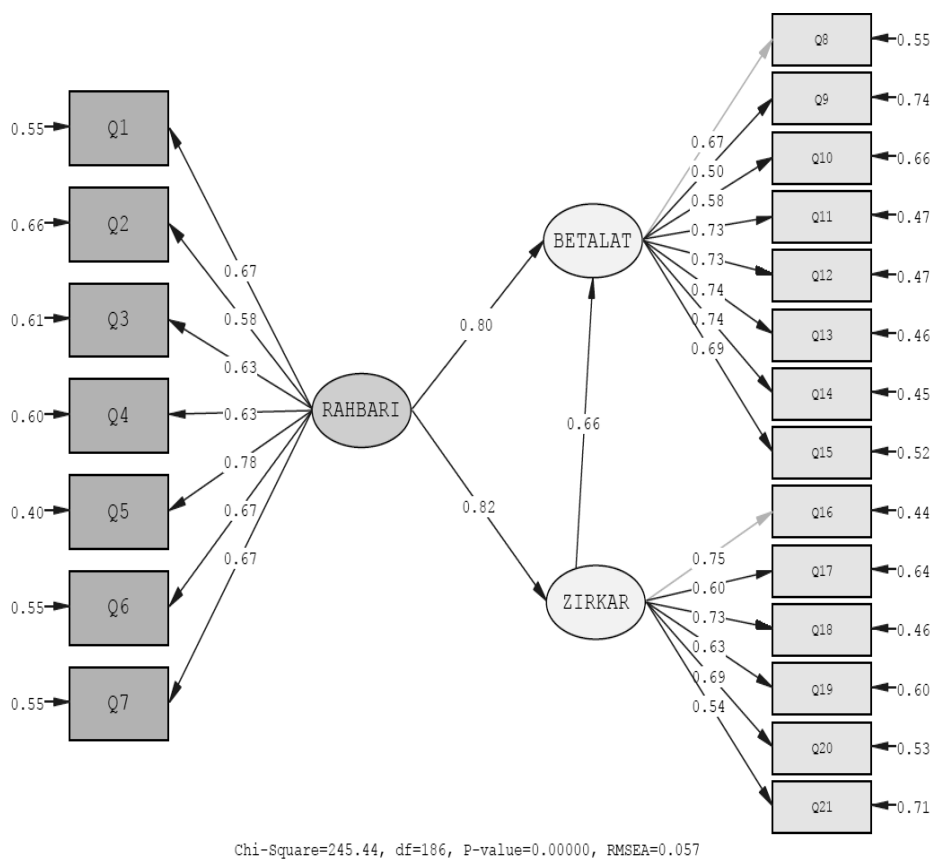 Q8
0.55
Q9
0.74
0.67
0.50
Q10
0.66
0.55
Q1
0.58
Q11
0.47
0.73
0.66
Q2
BETALAT
0.73
Q12
0.47
0.67
0.74
0.61
Q3
0.58
0.80
0.74
Q13
0.46
0.63
0.69
0.60
Q4
0.63
RAHBARI
0.66
Q14
0.45
0.78
Q15
0.52
0.40
Q5
0.67
0.82
Q16
0.44
0.67
0.75
Q17
0.64
0.55
Q6
ZIRKAR
0.60
0.73
Q18
0.46
0.63
0.69
Q19
0.60
0.55
Q7
0.54
Q20
0.53
Q21
0.71
Chi-Square=245.44, df=186, P-value=0.00000, RMSEA=0.057